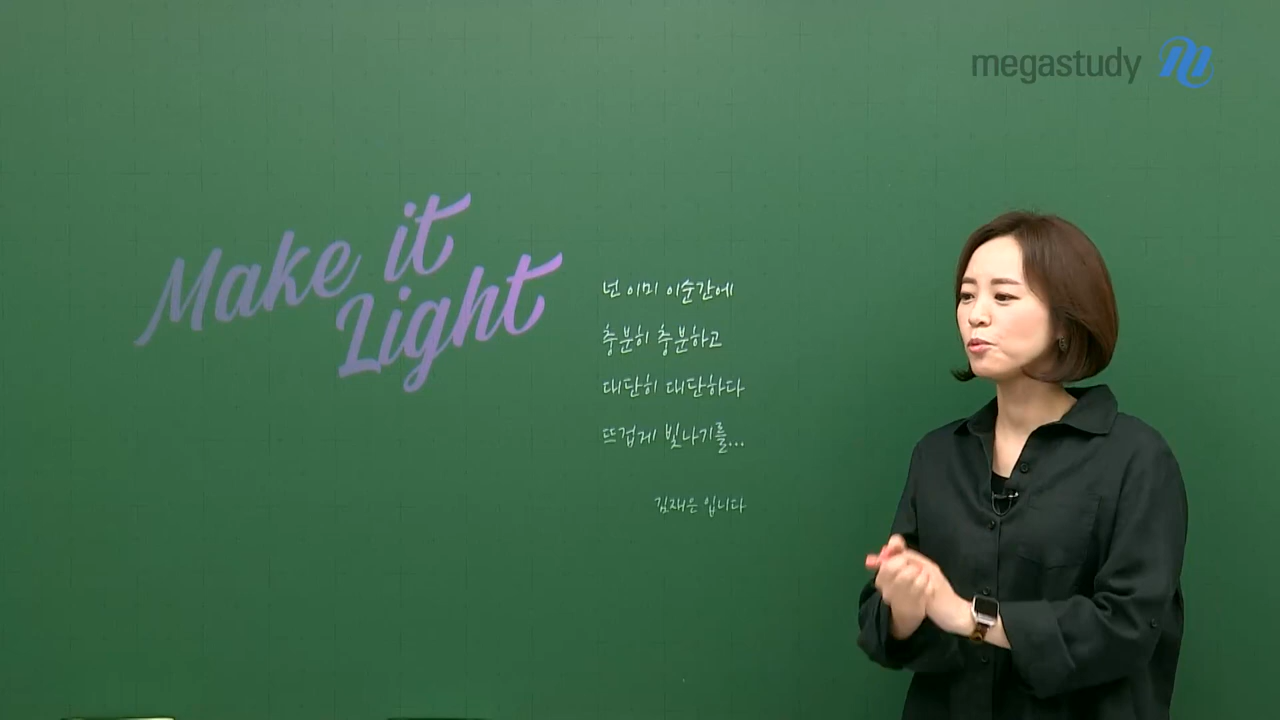 megastudy
Make it
Light
넌 이미 이순간에
충분히 충분하고
대단히 대단하다
뜨겁게 빛나기를...
김재은 입니다